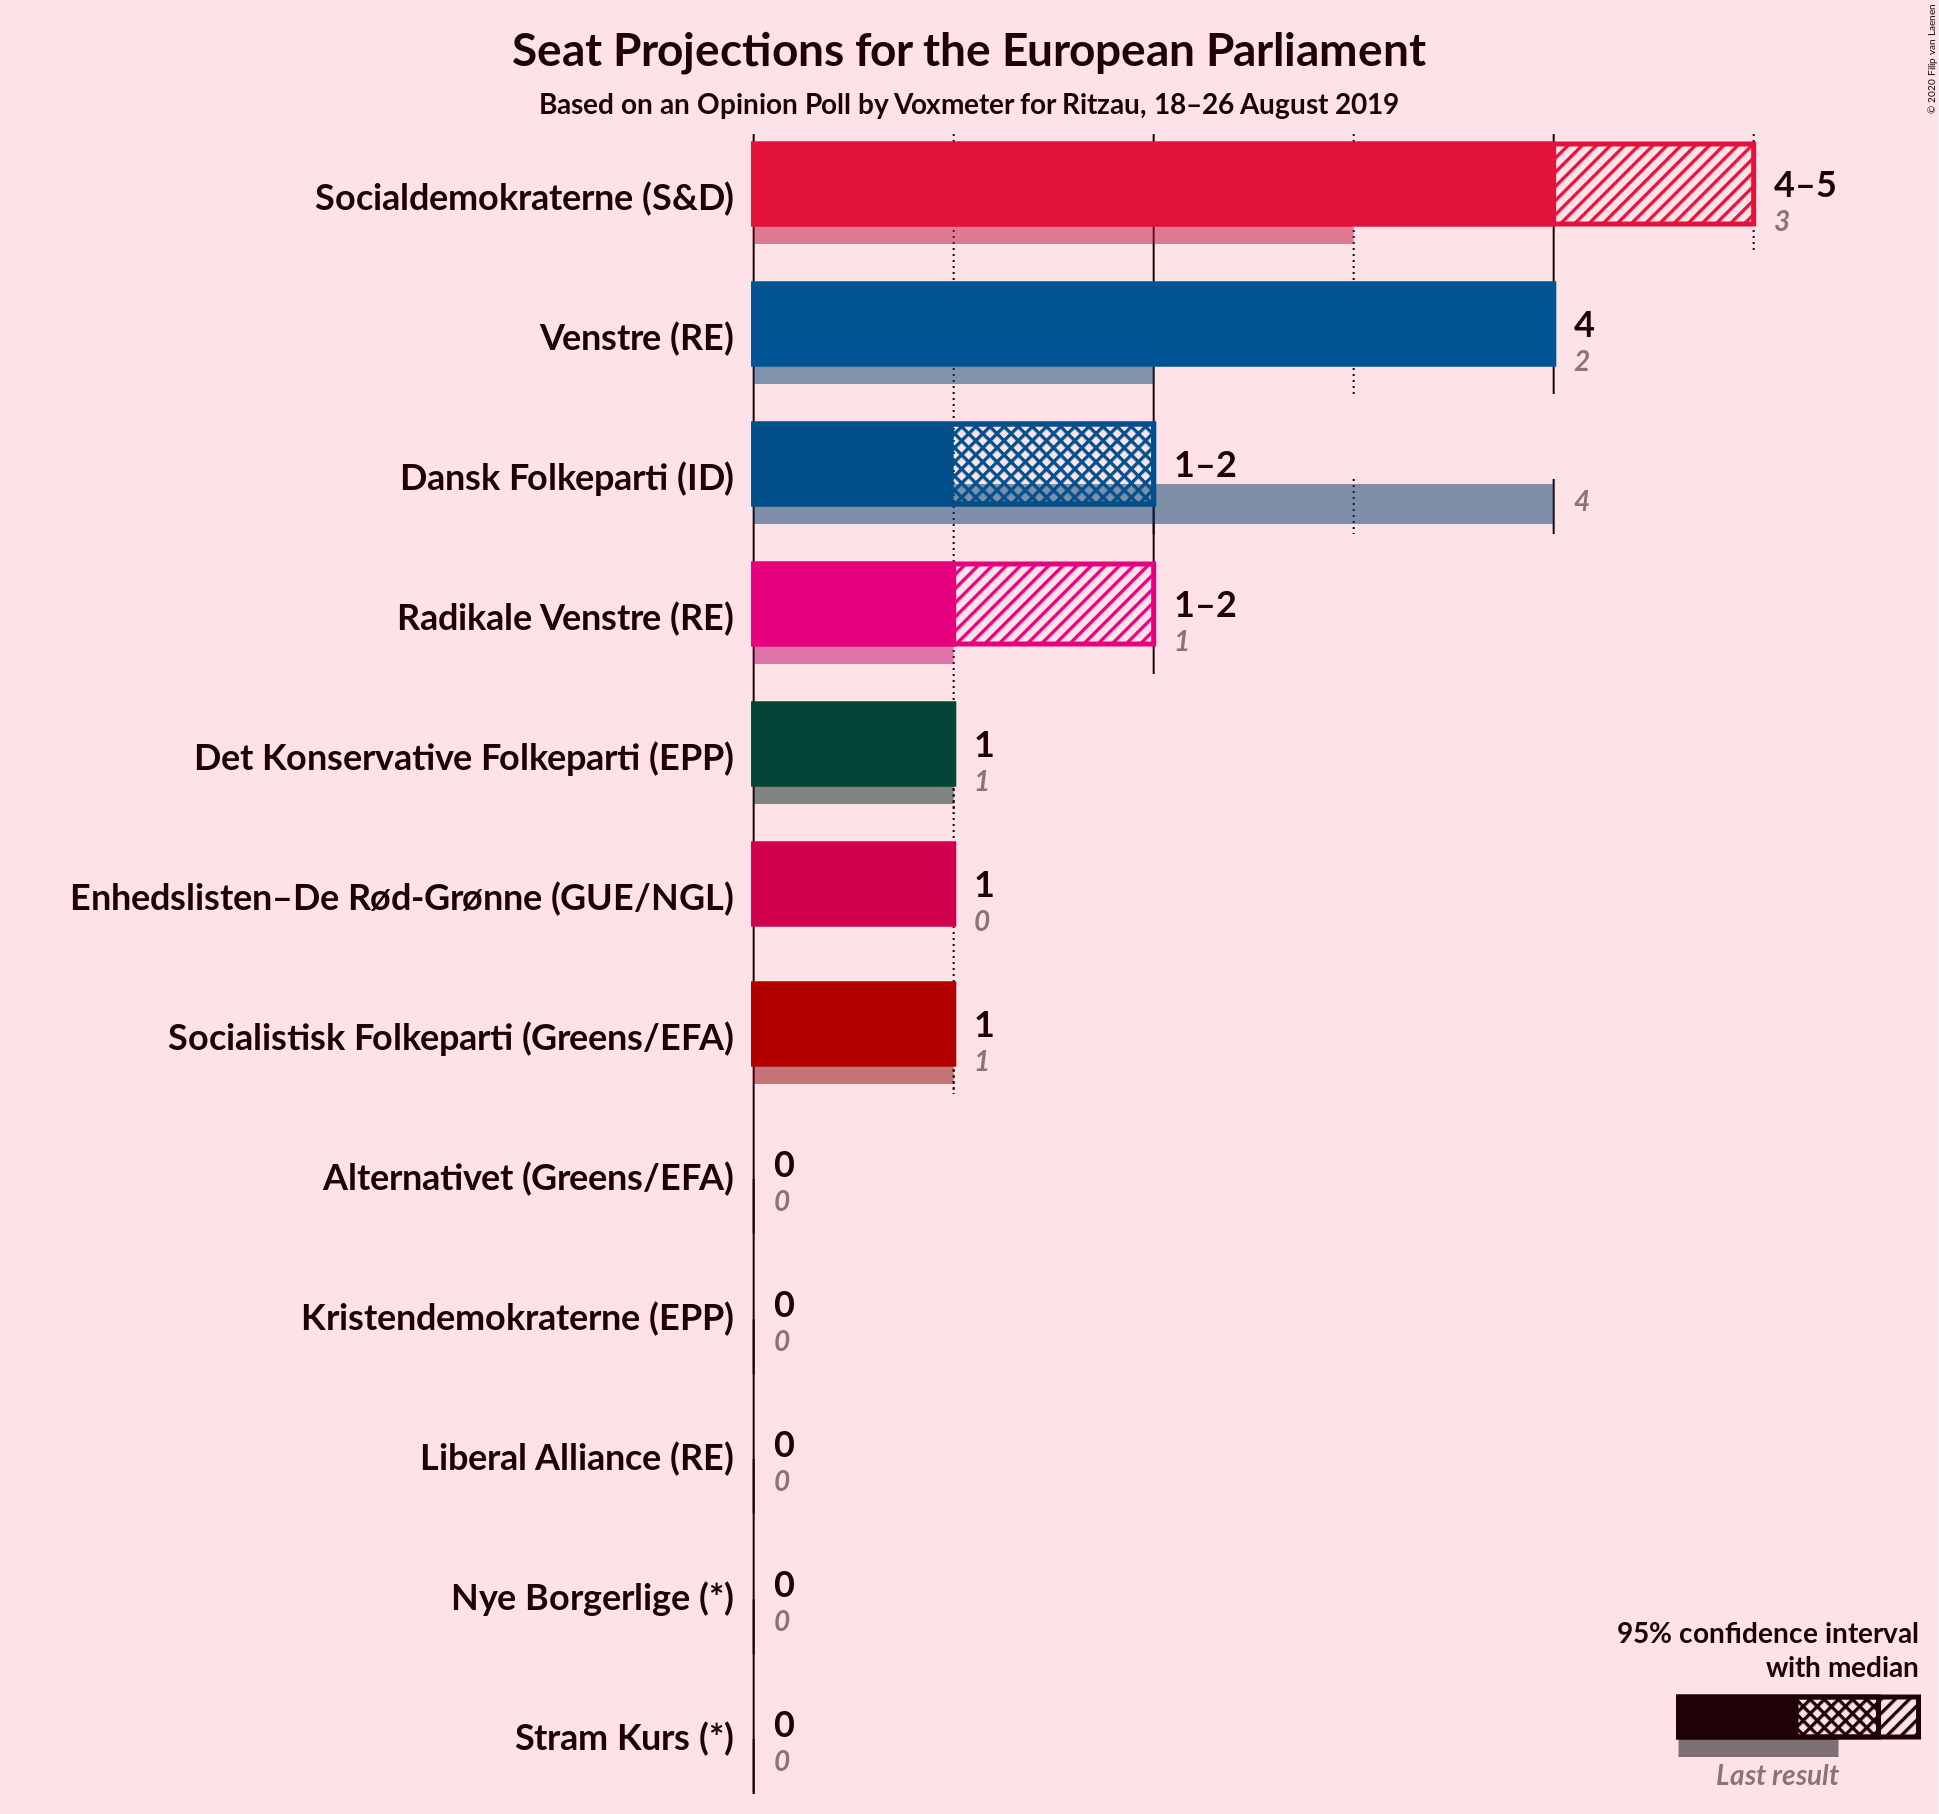 Seat Projections for the European Parliament
Based on an Opinion Poll by Voxmeter for Ritzau, 18–26 August 2019
© 2020 Filip van Laenen
Socialdemokraterne (S&D)
4–5
3
Venstre (RE)
4
2
Dansk Folkeparti (ID)
1–2
4
Radikale Venstre (RE)
1–2
1
Det Konservative Folkeparti (EPP)
1
1
Enhedslisten–De Rød-Grønne (GUE/NGL)
1
0
Socialistisk Folkeparti (Greens/EFA)
1
1
Alternativet (Greens/EFA)
0
0
Kristendemokraterne (EPP)
0
0
Liberal Alliance (RE)
0
0
Nye Borgerlige (*)
0
0
Stram Kurs (*)
0
0
95% confidence interval
with median
Last result